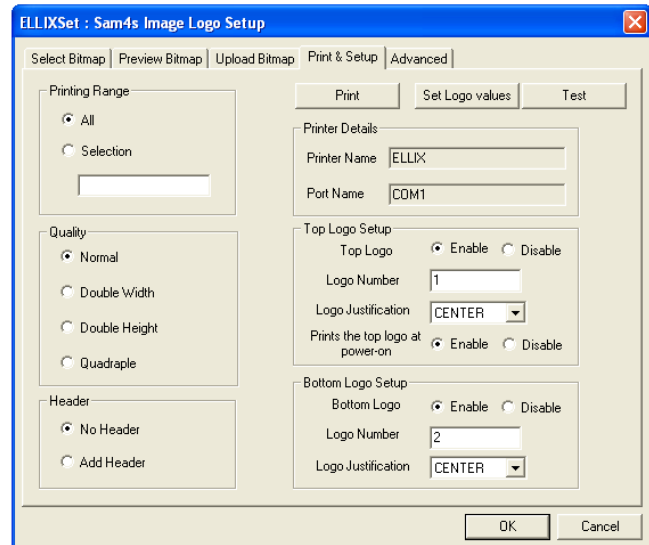 ELLIXSet : Sam4s Image Logo Setup
Select Bitmap
Preview Bitmap
Upload Bitmap
Print & Setup
Advanced
Printing Range
All
Selection
Quality
Normal
Double Width
Double Height
Quadraple
Header
No Header
Add Header
Print
Set Logo values
Test
Printer Details
Printer Name ELLIX
Port Name COM1
Top Logo Setup
Top Logo Enable Disable
Logo Number 1
Logo Justification CENTER
Prints the top logo at
power-on Enable Disable
Bottom Logo Setup
Bottom Logo Enable Disable
Logo Number 2
Logo Justification CENTER
OK
Cancel